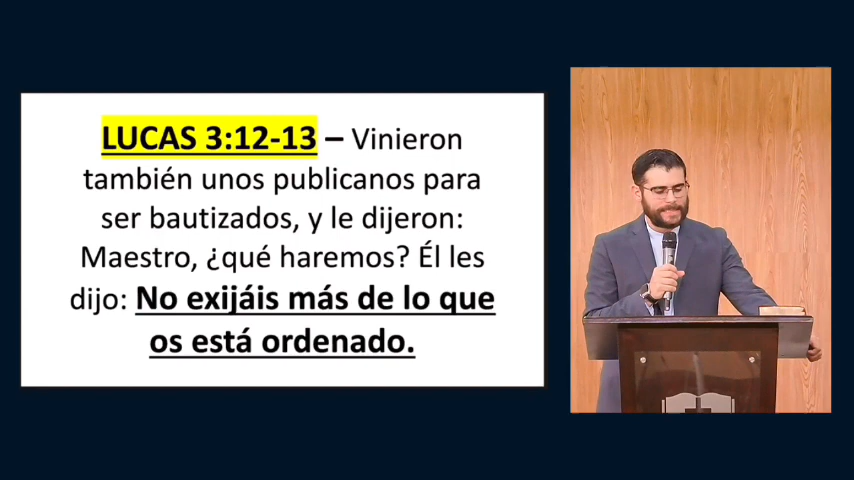 LUCAS 3:12-13 – Vinieron
también unos publicanos para
ser bautizados, y le dijeron:
Maestro, ¿qué haremos? Él les
dijo: No exijáis más de lo que
os está ordenado.